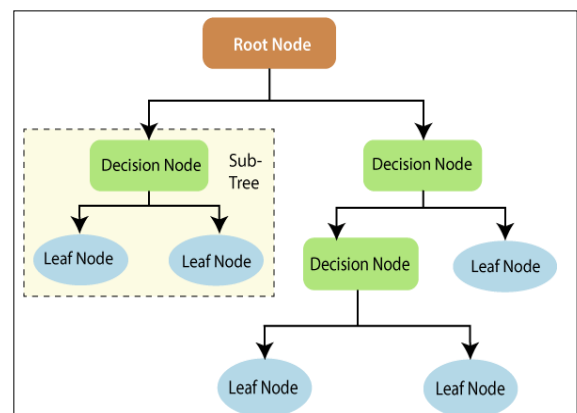 Root Node
Decision Node
Sub-
Tree
Decision Node
Leaf Node
Leaf Node
Decision Node
Leaf Node
Leaf Node
Leaf Node